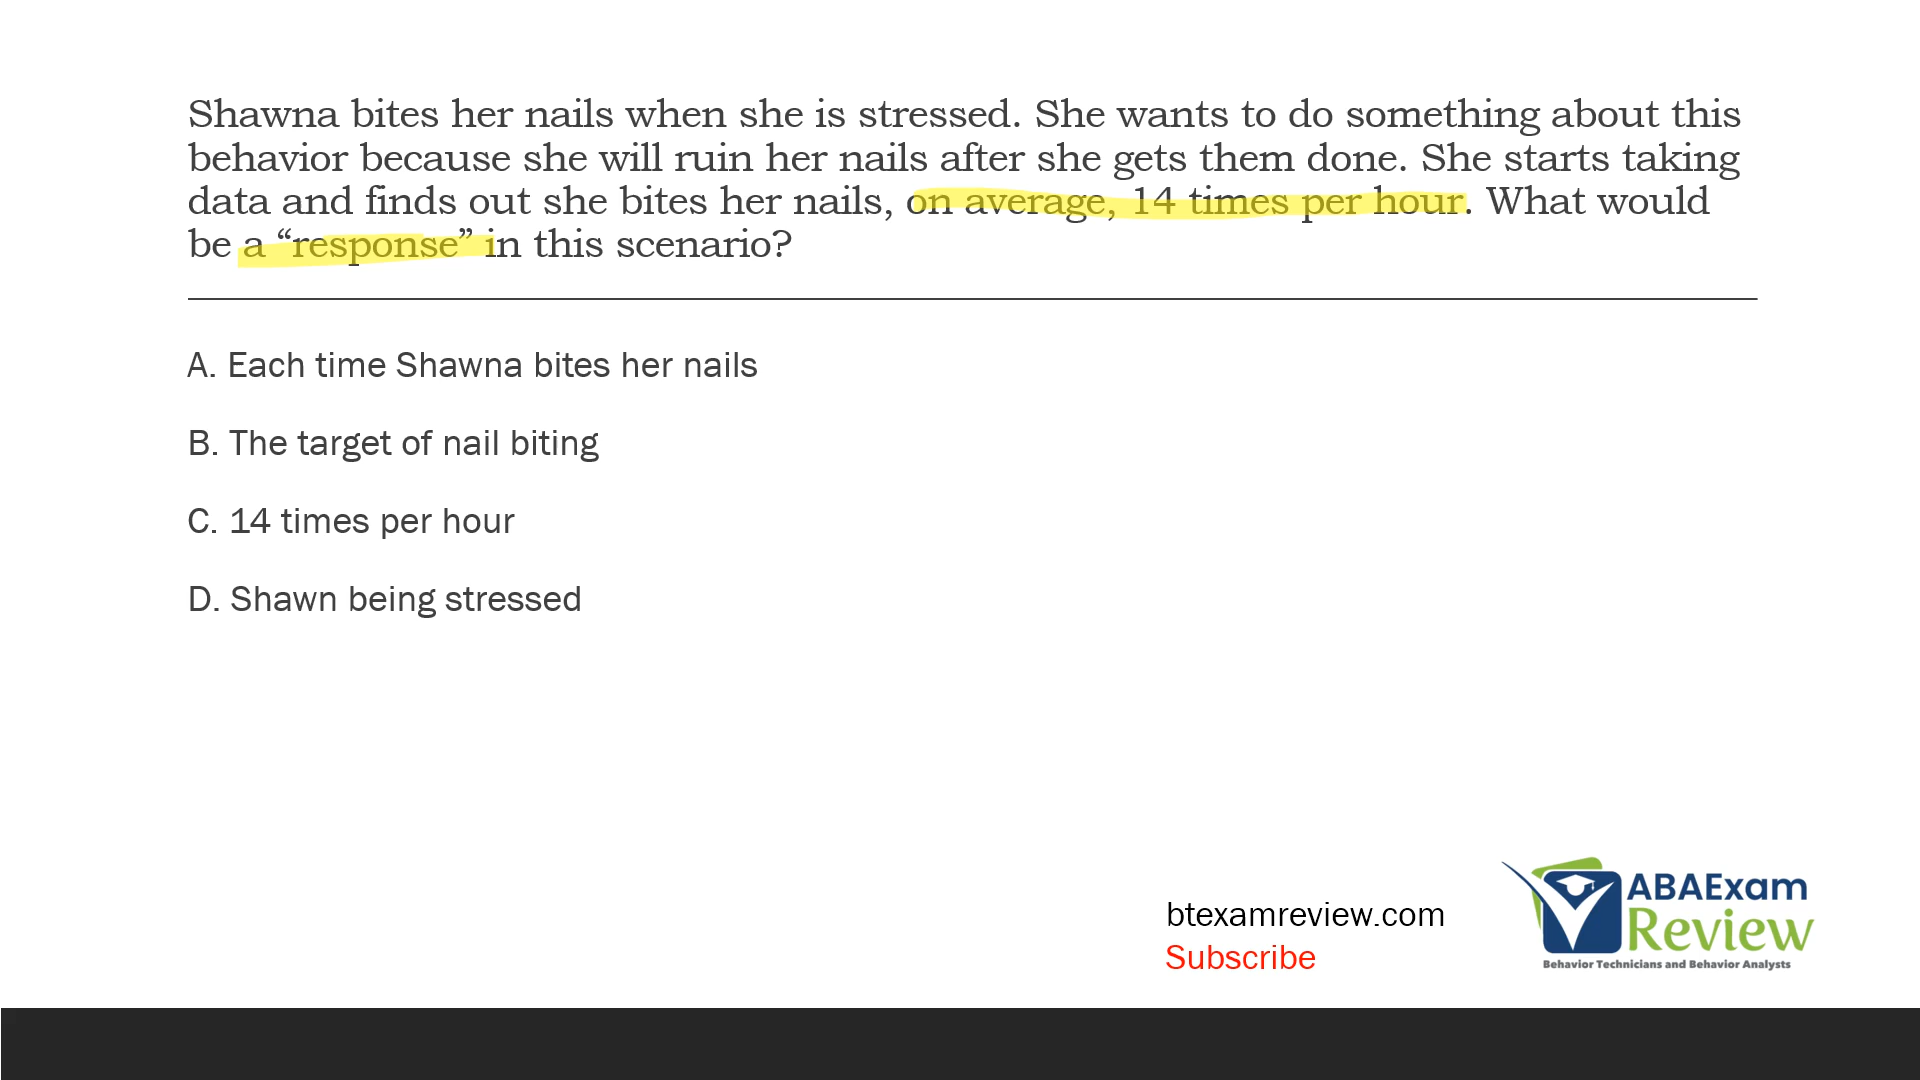 Shawna bites her nails when she is stressed. She wants to do something about this
behavior because she will ruin her nails after she gets them done. She starts taking
data and finds out she bites her nails, on average, 14 times per hour. What would
be a “response” in this scenario?
A. Each time Shawna bites her nails
B. The target of nail biting
C. 14 times per hour
D. Shawn being stressed
btexamreview.com
Subscribe
ABAExam
Review
Behavior Technicians and Behavior Analysts